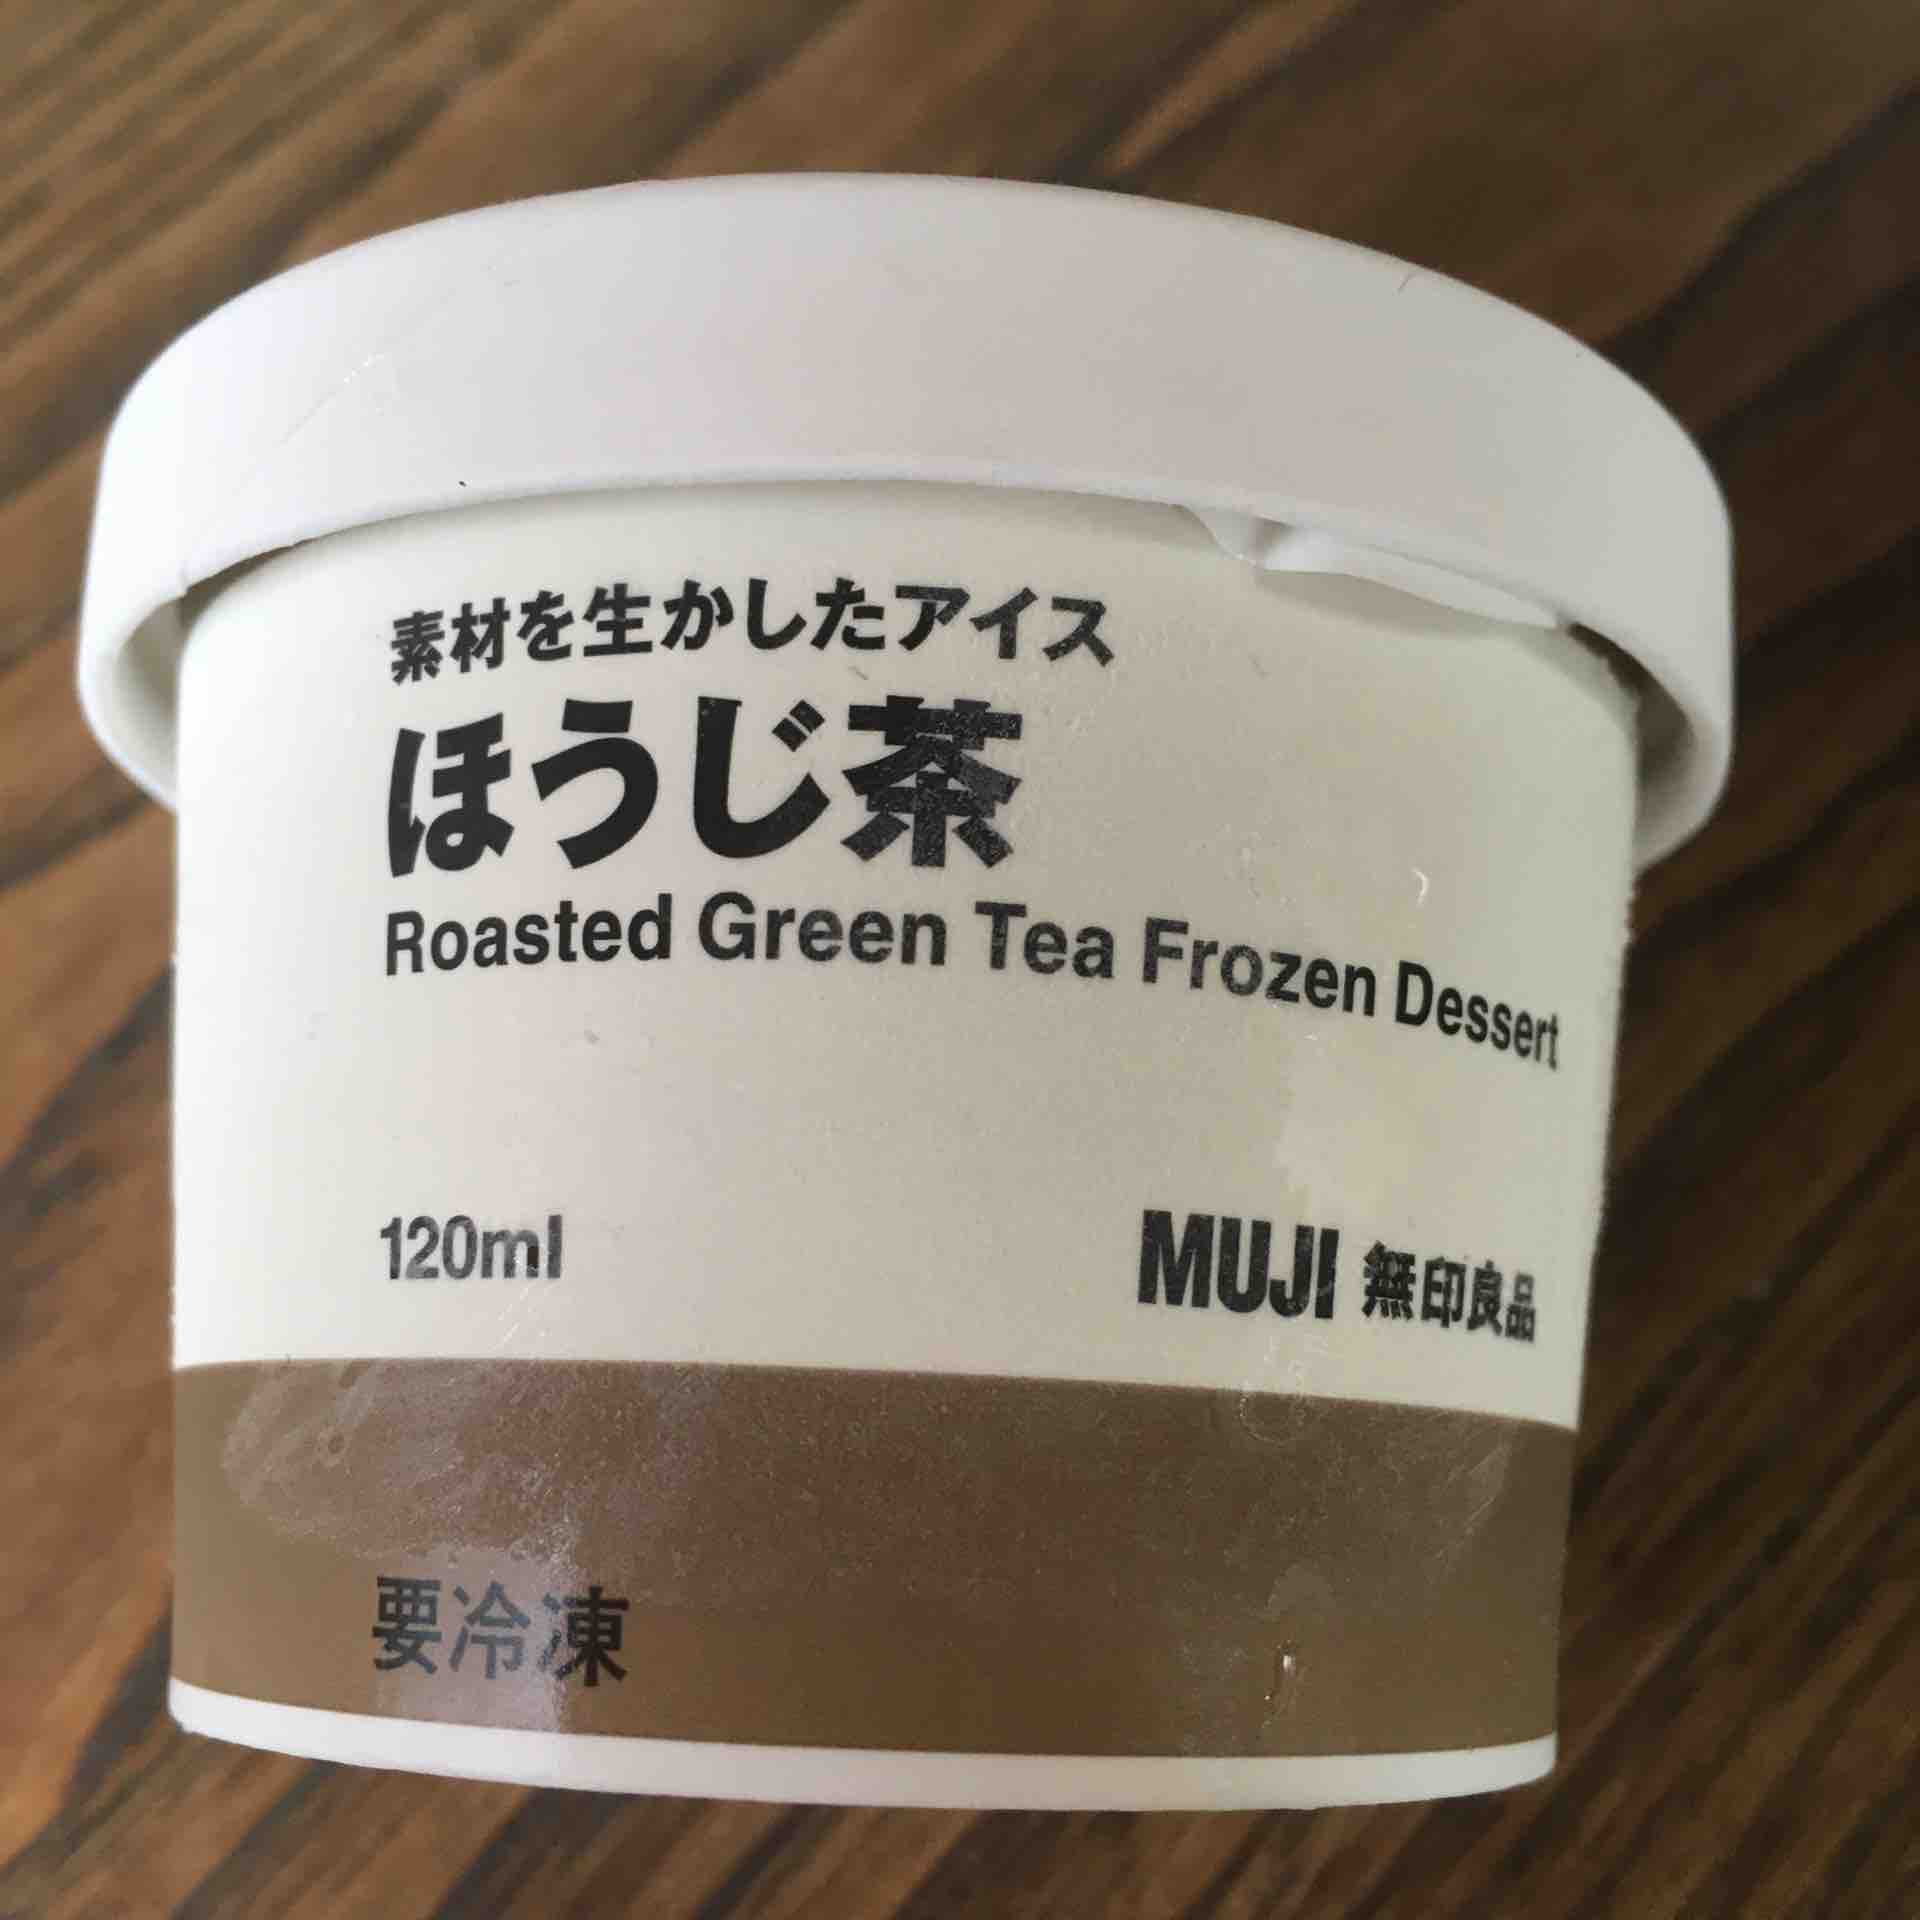 素材を生かしたアイス
ほうじ茶
Roasted Green Tea Frozen Dessert
120ml
MUJI 無印良品
要冷凍